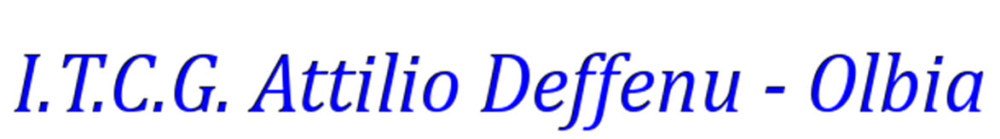 I.T.C.G. Attilio Deffenu - Olbia